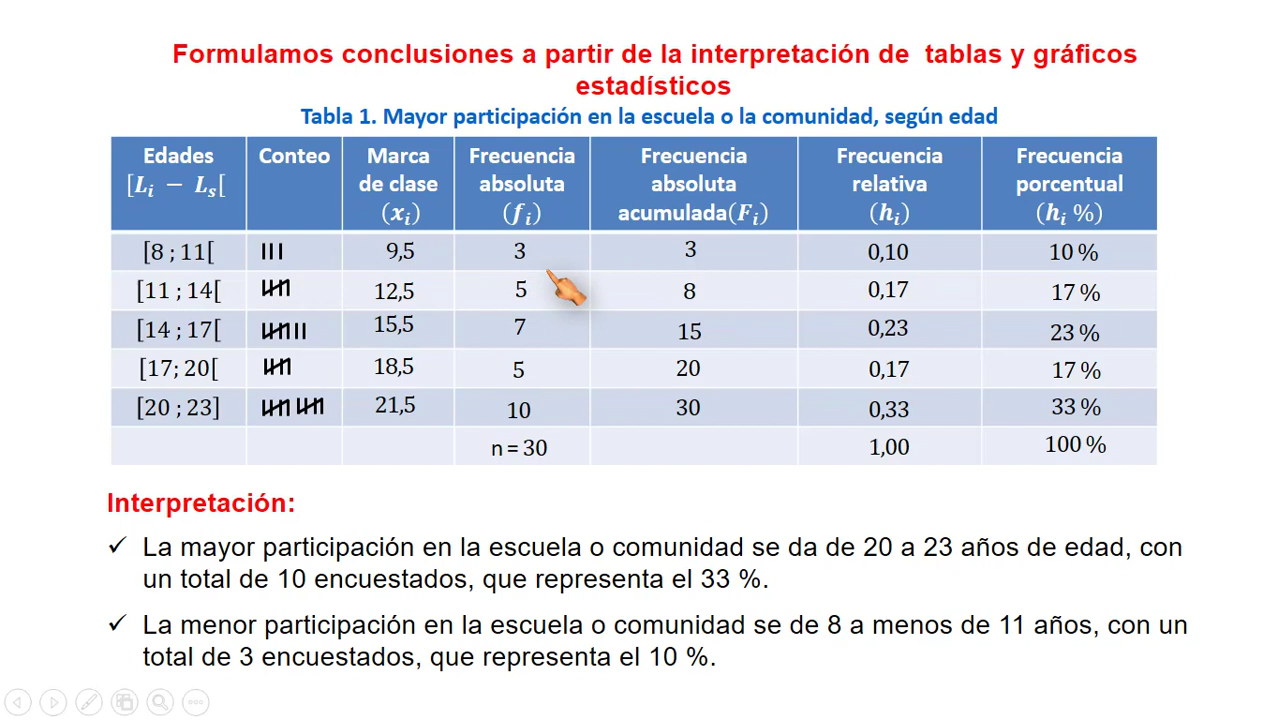 Formulamos conclusiones a partir de la interpretación de tablas y gráficos
estadísticos
Tabla 1. Mayor participación en la escuela o la comunidad, según edad
Edades [Li − Ls[ | Conteo | Marca de clase (xi) | Frecuencia absoluta (fi) | Frecuencia absoluta acumulada(Fi) | Frecuencia relativa (hi) | Frecuencia porcentual (hi %)
[8 ; 11[ 9,5 3 3 0,10 10 %
[11 ; 14[ 12,5 5 8 0,17 17 %
[14 ; 17[ 15,5 7 15 0,23 23 %
[17; 20[ 18,5 5 20 0,17 17 %
[20 ; 23] 21,5 10 30 0,33 33 %
n = 30 1,00 100 %
Interpretación:
✓ La mayor participación en la escuela o comunidad se da de 20 a 23 años de edad, con
un total de 10 encuestados, que representa el 33 %.
✓ La menor participación en la escuela o comunidad se de 8 a menos de 11 años, con un
total de 3 encuestados, que representa el 10 %.